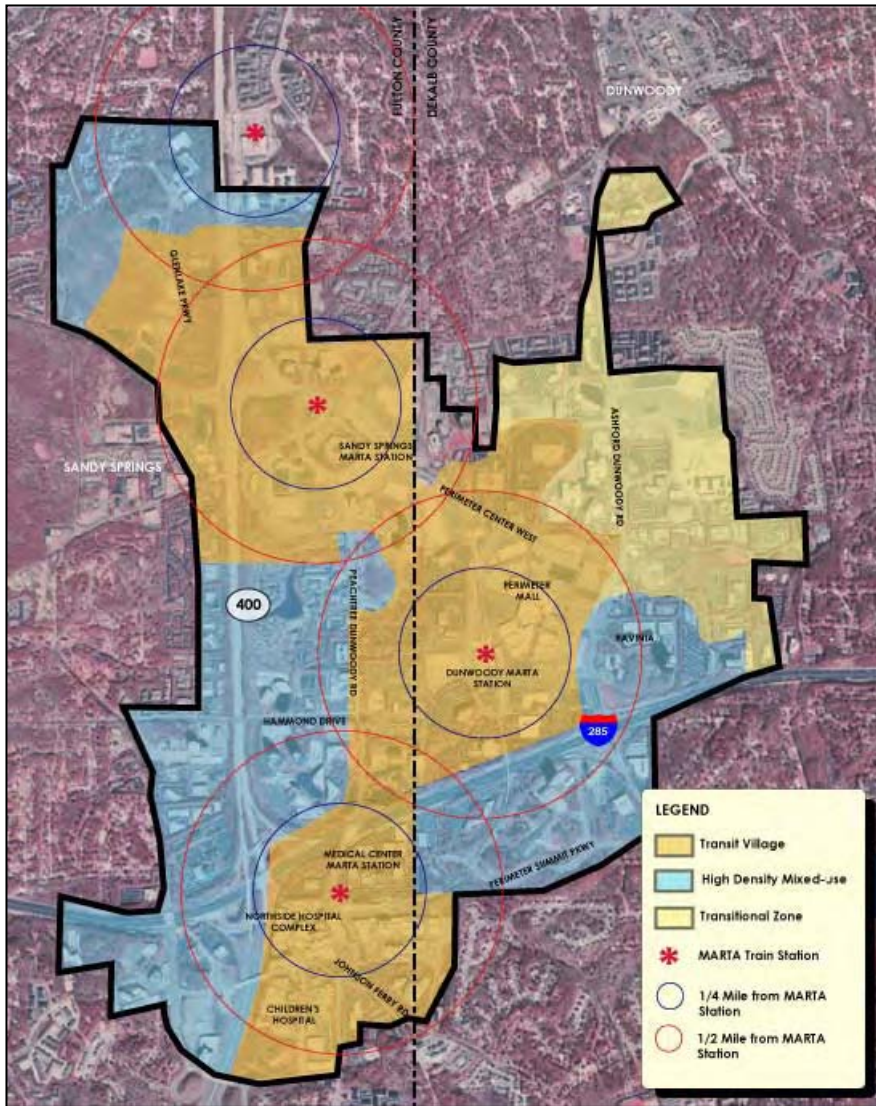 FULTON COUNTY
DEKALB COUNTY
DUNWOODY
GLENLAKE PKWY
SANDY SPRINGS
MARTA STATION
SANDY SPRINGS
ASHFORD DUNWOODY RD
PERIMETER CENTER WEST
PERIMETER
MALL
400
PEACHTREE DUNWOODY RD
RAVINIA
DUNWOODY MARTA
STATION
HAMMOND DRIVE
285
MEDICAL CENTER
MARTA STATION
PERIMETER SUMMIT PKWY
NORTHSIDE HOSPITAL
COMPLEX
JOHNSON FERRY RD
CHILDREN'S
HOSPITAL
LEGEND
Transit Village
High Density Mixed-use
Transitional Zone
MARTA Train Station
1/4 Mile from MARTA
Station
1/2 Mile from MARTA
Station